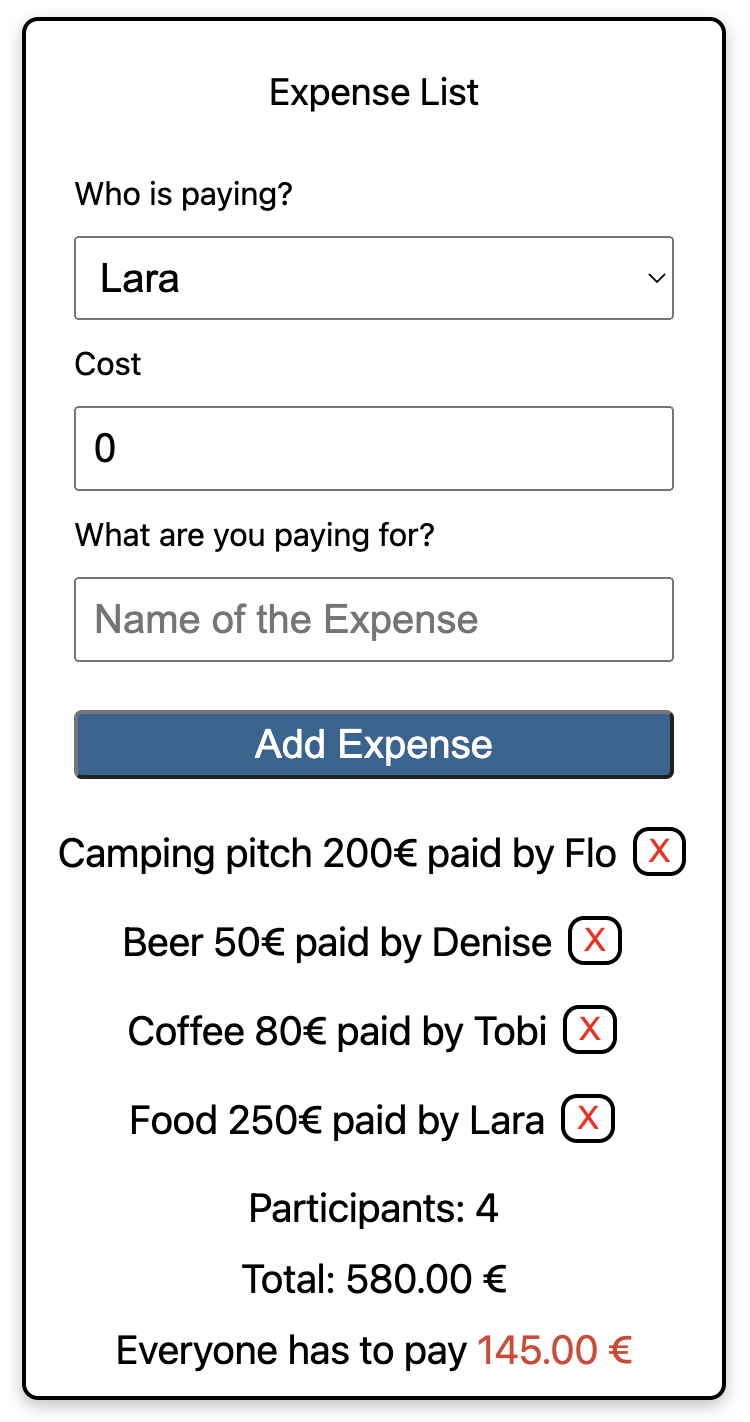 Expense List
Who is paying?
Lara
Cost
0
What are you paying for?
Name of the Expense
Add Expense
Camping pitch 200€ paid by Flo X
Beer 50€ paid by Denise X
Coffee 80€ paid by Tobi X
Food 250€ paid by Lara X
Participants: 4
Total: 580.00 €
Everyone has to pay 145.00 €